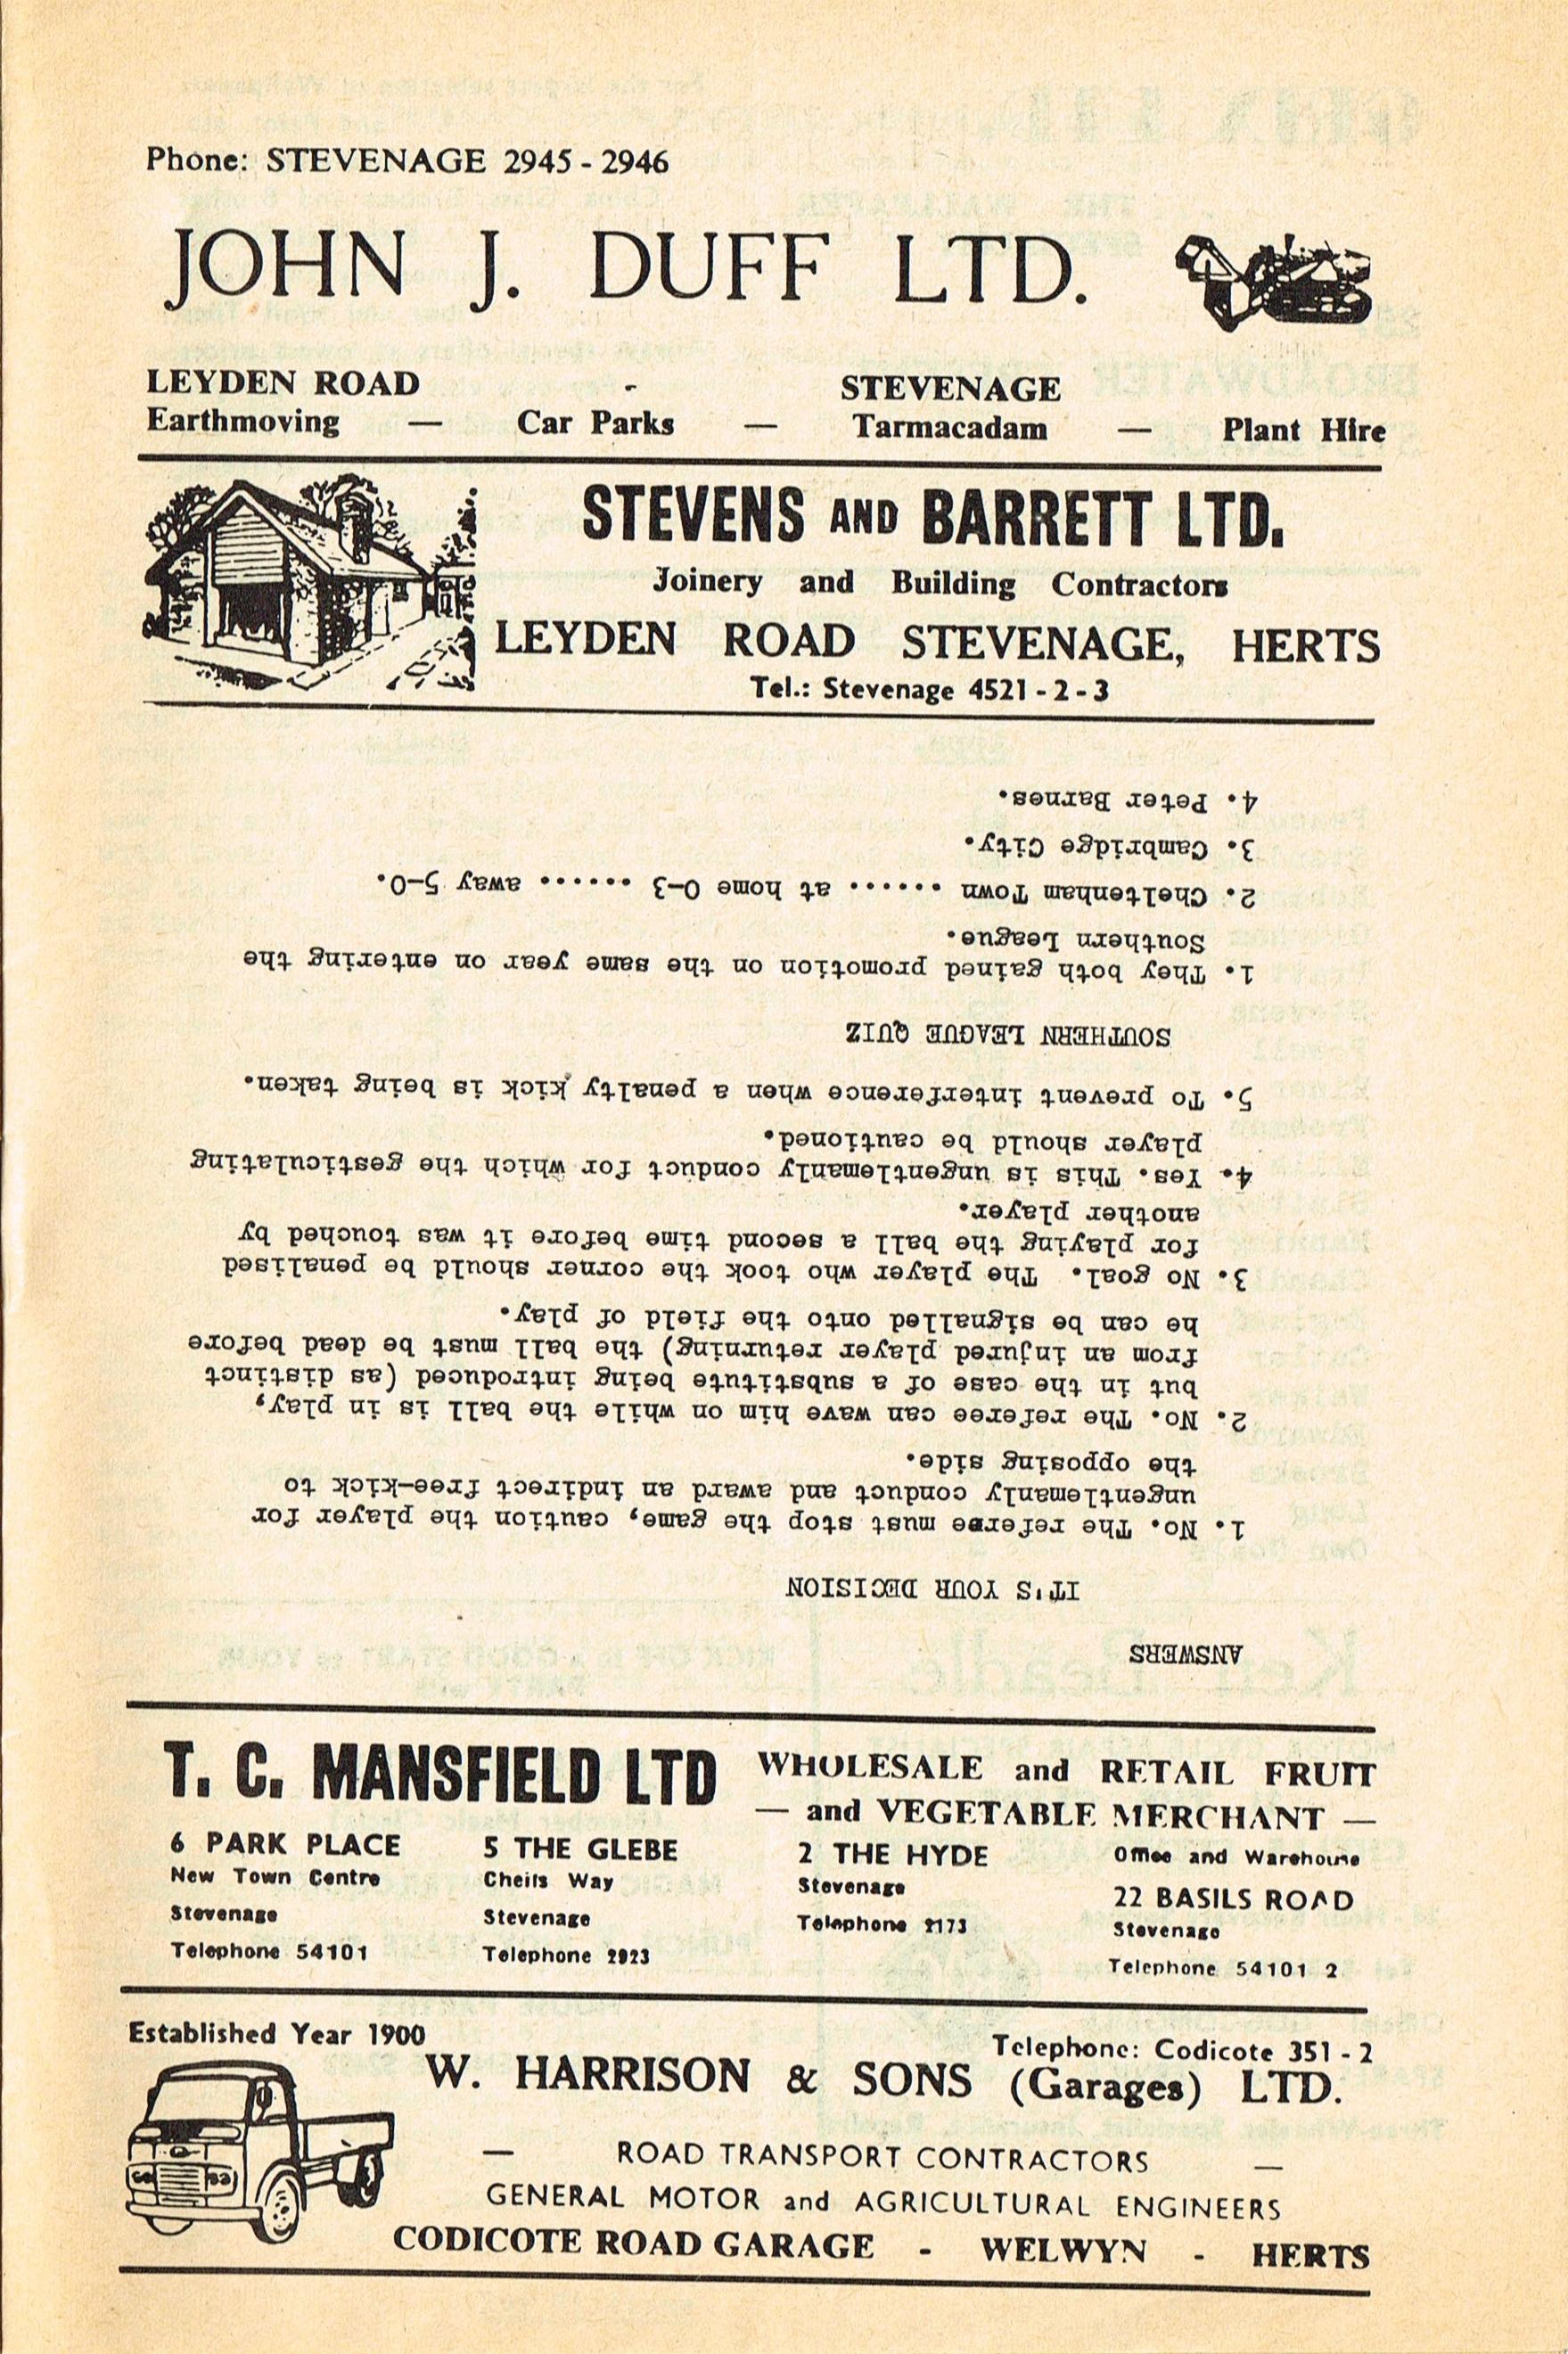 Phone: STEVENAGE 2945 - 2946
JOHN J. DUFF LTD.
LEYDEN ROAD - STEVENAGE
Earthmoving — Car Parks — Tarmacadam — Plant Hire
STEVENS AND BARRETT LTD.
Joinery and Building Contractors
LEYDEN ROAD STEVENAGE, HERTS
Tel.: Stevenage 4521 - 2 - 3
ANSWERS
IT'S YOUR DECISION
1. No. The referee must stop the game, caution the player for
ungentlemanly conduct and award an indirect free-kick to
the opposing side.
2. No. The referee can wave him on while the ball is in play,
but in the case of a substitute being introduced (as distinct
from an injured player returning) the ball must be dead before
he can be signalled onto the field of play.
3. No goal. The player who took the corner should be penalised
for playing the ball a second time before it was touched by
another player.
4. Yes. This is ungentlemanly conduct for which the gesticulating
player should be cautioned.
5. To prevent interference when a penalty kick is being taken.
SOUTHERN LEAGUE QUIZ
1. They both gained promotion on the same year on entering the
Southern League.
2. Cheltenham Town ...... at home 0-3 ...... away 5-0.
3. Cambridge City.
4. Peter Barnes.
T. C. MANSFIELD LTD
WHOLESALE and RETAIL FRUIT
— and VEGETABLE MERCHANT —
6 PARK PLACE
New Town Centre
Stevenage
Telephone 54101
5 THE GLEBE
Chells Way
Stevenage
Telephone 2923
2 THE HYDE
Stevenage
Telephone 2173
Office and Warehouse
22 BASILS ROAD
Stevenage
Telephone 54101 2
Established Year 1900
Telephone: Codicote 351 - 2
W. HARRISON & SONS (Garages) LTD.
— ROAD TRANSPORT CONTRACTORS —
GENERAL MOTOR and AGRICULTURAL ENGINEERS
CODICOTE ROAD GARAGE - WELWYN - HERTS